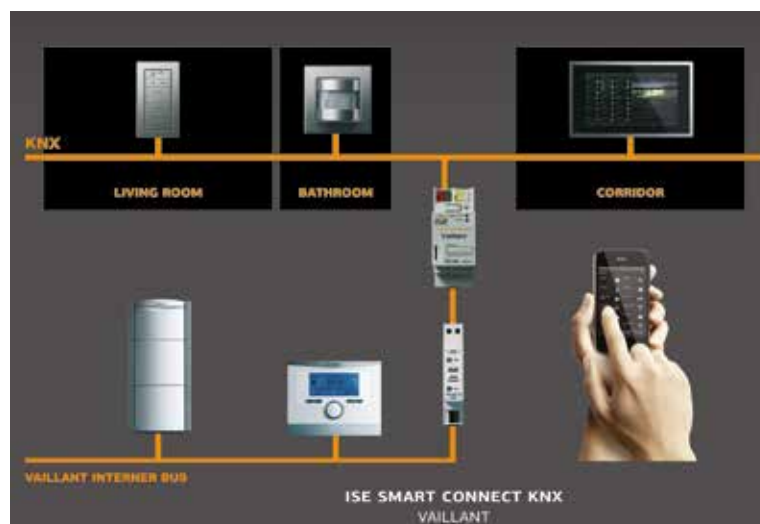 KNX
LIVING ROOM
BATHROOM
CORRIDOR
VAILLANT INTERNER BUS
ISE SMART CONNECT KNX
VAILLANT